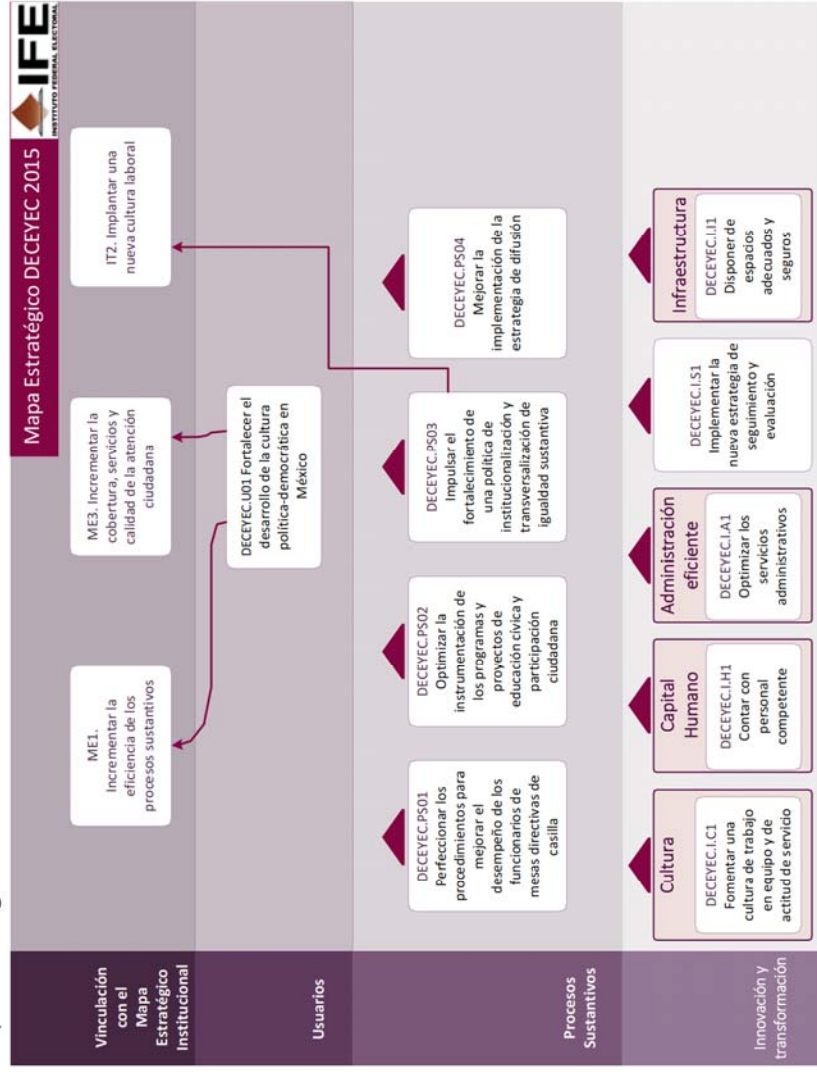 Mapa Estratégico DECEYEC 2015
IFE
INSTITUTO FEDERAL ELECTORAL
Vinculación
con el
Mapa
Estratégico
Institucional
ME1.
Incrementar la
eficiencia de los
procesos sustantivos
ME3. Incrementar la
cobertura, servicios y
calidad de la atención
ciudadana
IT2. Implantar una
nueva cultura laboral
Usuarios
DECEYEC.U01 Fortalecer el
desarrollo de la cultura
política-democrática en
México
Procesos
Sustantivos
DECEYEC.PS01
Perfeccionar los
procedimientos para
mejorar el
desempeño de los
funcionarios de
mesas directivas de
casilla
DECEYEC.PS02
Optimizar la
instrumentación de
los programas y
proyectos de
educación cívica y
participación
ciudadana
DECEYEC.PS03
Impulsar el
fortalecimiento de
una política de
institucionalización y
transversalización de
igualdad sustantiva
DECEYEC.PS04
Mejorar la
implementación de la
estrategia de difusión
Innovación y
transformación
Cultura
DECEYEC.I.C1
Fomentar una
cultura de trabajo
en equipo y de
actitud de servicio
Capital
Humano
DECEYEC.I.H1
Contar con
personal
competente
Administración
eficiente
DECEYEC.I.A1
Optimizar los
servicios
administrativos
DECEYEC.I.S1
Implementar la
nueva estrategia de
seguimiento y
evaluación
Infraestructura
DECEYEC.I.I1
Disponer de
espacios
adecuados y
seguros